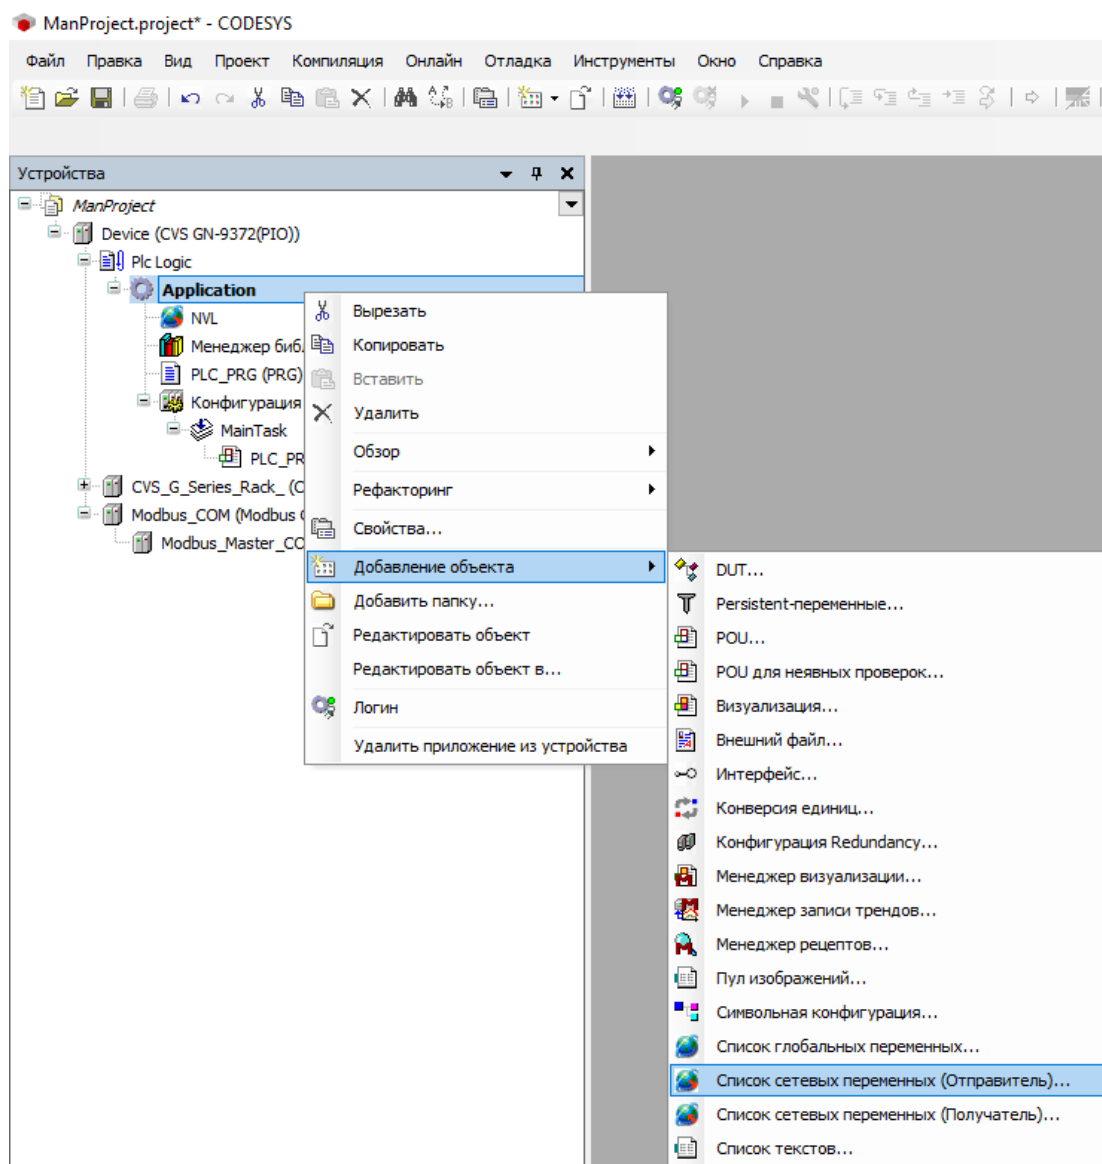 ManProject.project* - CODESYS
Файл Правка Вид Проект Компиляция Онлайн Отладка Инструменты Окно Справка
Устройства
ManProject
Device (CVS GN-9372(PIO))
Plc Logic
Application
NVL
Менеджер биб.
PLC_PRG (PRG)
Конфигурация
MainTask
PLC_PR
CVS_G_Series_Rack_ (C
Modbus_COM (Modbus
Modbus_Master_CO
Вырезать
Копировать
Вставить
Удалить
Обзор
Рефакторинг
Свойства...
Добавление объекта
Добавить папку...
Редактировать объект
Редактировать объект в...
Логин
Удалить приложение из устройства
DUT...
Persistent-переменные...
POU...
POU для неявных проверок...
Визуализация...
Внешний файл...
Интерфейс...
Конверсия единиц...
Конфигурация Redundancy...
Менеджер визуализации...
Менеджер записи трендов...
Менеджер рецептов...
Пул изображений...
Символьная конфигурация...
Список глобальных переменных...
Список сетевых переменных (Отправитель)...
Список сетевых переменных (Получатель)...
Список текстов...